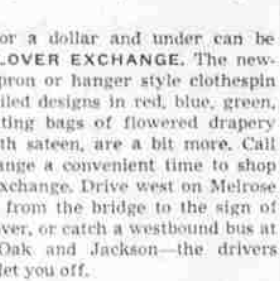 or a dollar and under can be
LOVER EXCHANGE. The new-
pron or hanger style clothespin
iled designs in red, blue, green,
ting bags of flowered drapery
th sateen, are a bit more. Call
ange a convenient time to shop
xchange. Drive west on Melrose
from the bridge to the sign of
ver, or catch a westbound bus at
Oak and Jackson—the drivers
let you off.